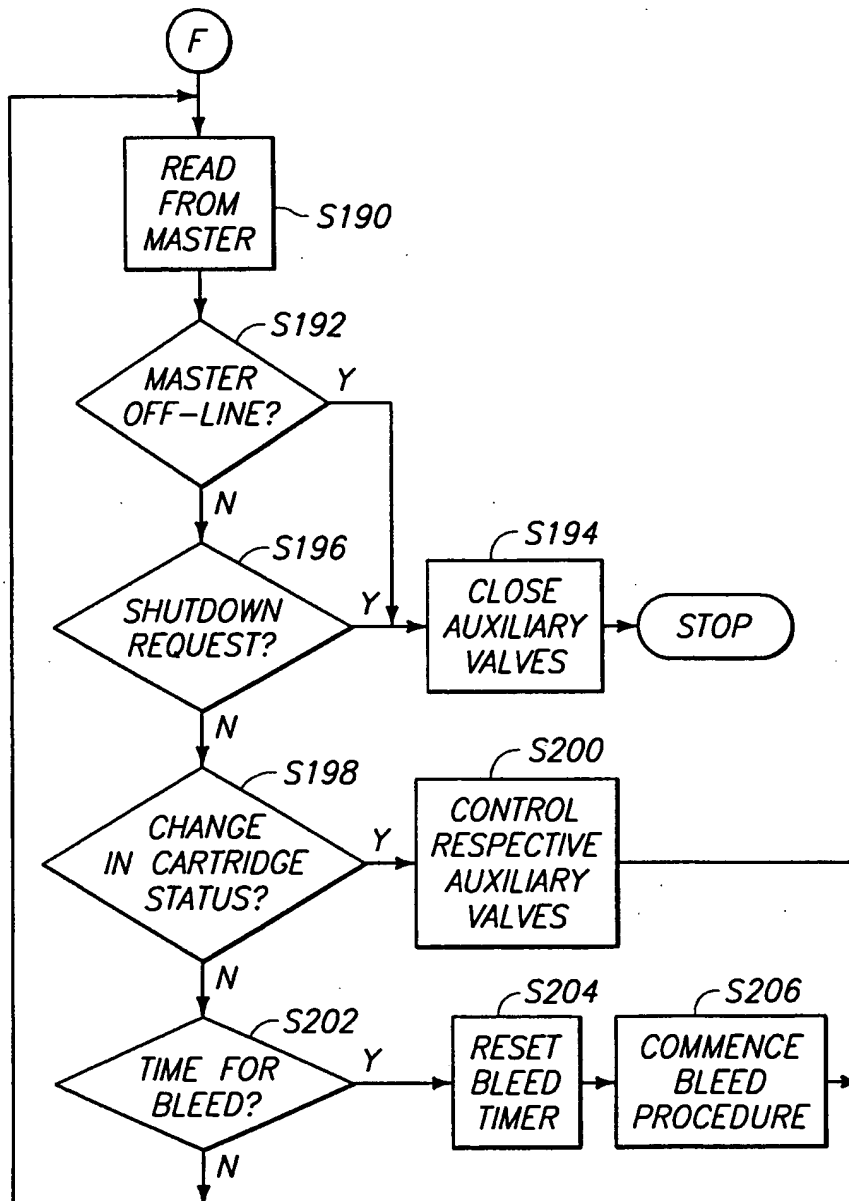 F
READ
FROM
MASTER
S190
S192
MASTER
OFF-LINE?
Y
N
S196
SHUTDOWN
REQUEST?
Y
S194
CLOSE
AUXILIARY
VALVES
STOP
N
S198
CHANGE
IN CARTRIDGE
STATUS?
Y
S200
CONTROL
RESPECTIVE
AUXILIARY
VALVES
N
S202
TIME FOR
BLEED?
Y
S204
RESET
BLEED
TIMER
S206
COMMENCE
BLEED
PROCEDURE
N